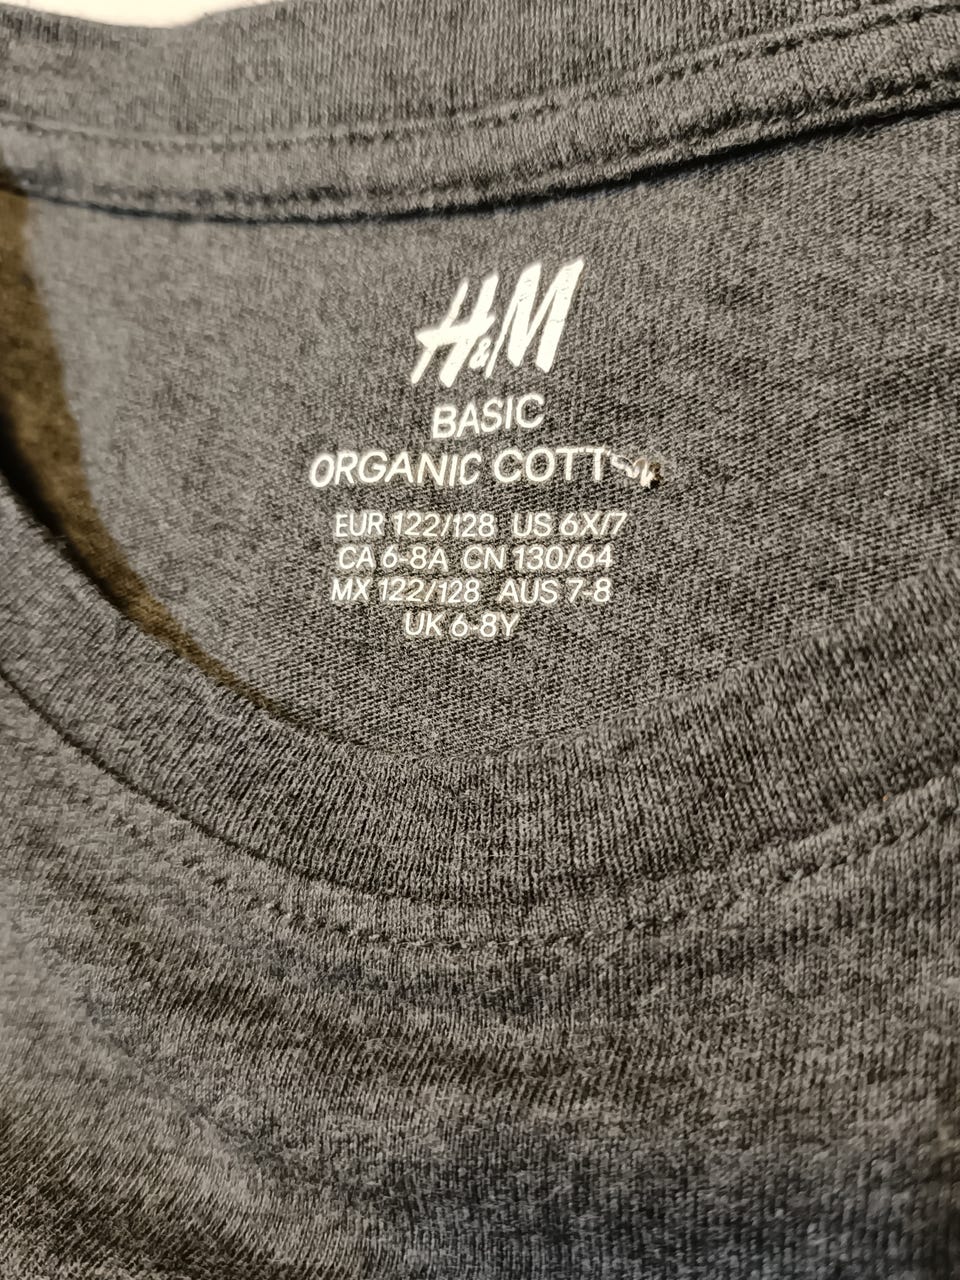 H&M
BASIC
ORGANIC COTTON
EUR 122/128 US 6X/7
CA 6-8A CN 130/64
MX 122/128 AUS 7-8
UK 6-8Y